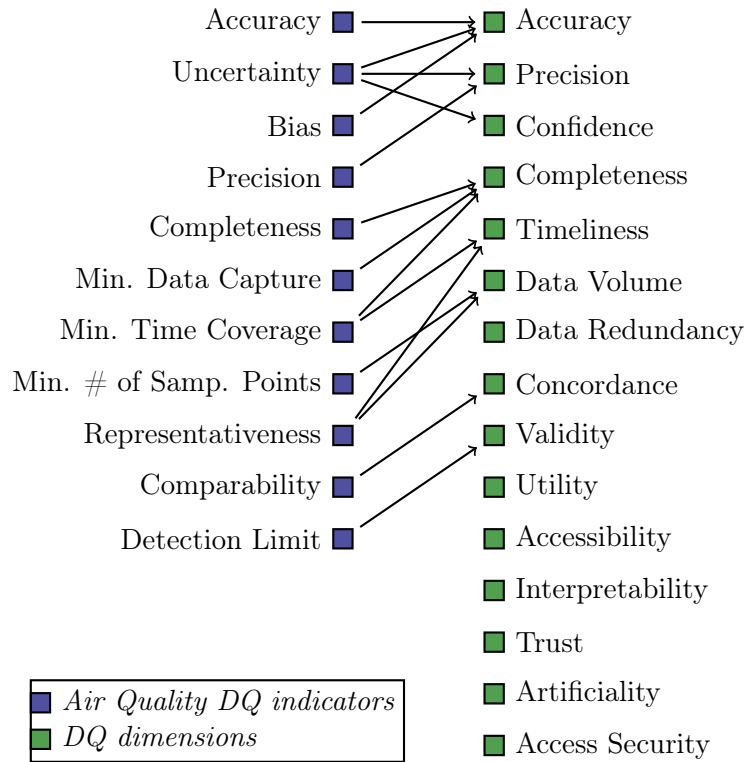 Accuracy
Uncertainty
Bias
Precision
Completeness
Min. Data Capture
Min. Time Coverage
Min. # of Samp. Points
Representativeness
Comparability
Detection Limit
Accuracy
Precision
Confidence
Completeness
Timeliness
Data Volume
Data Redundancy
Concordance
Validity
Utility
Accessibility
Interpretability
Trust
Artificiality
Access Security
Air Quality DQ indicators
DQ dimensions